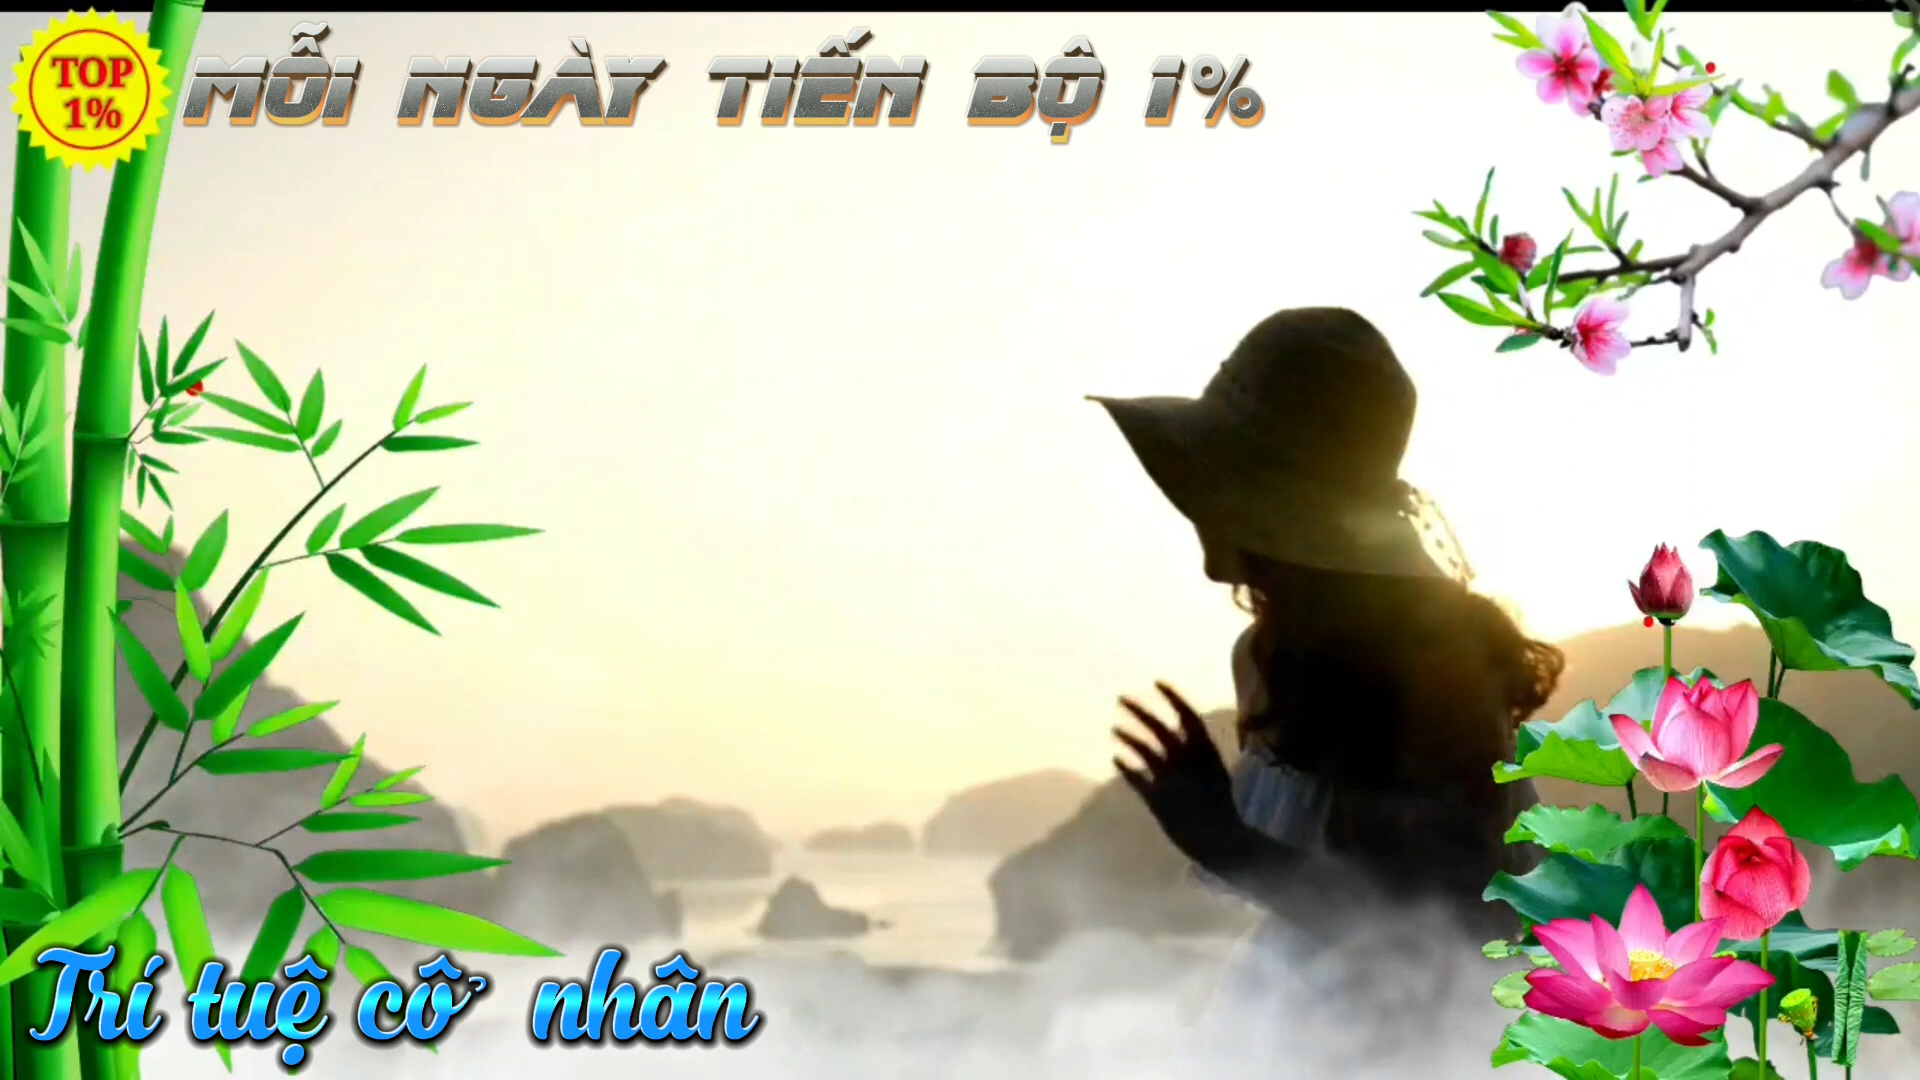 TOP
1%
MỖI NGÀY TIẾN BỘ 1%
Trí tuệ cổ nhân